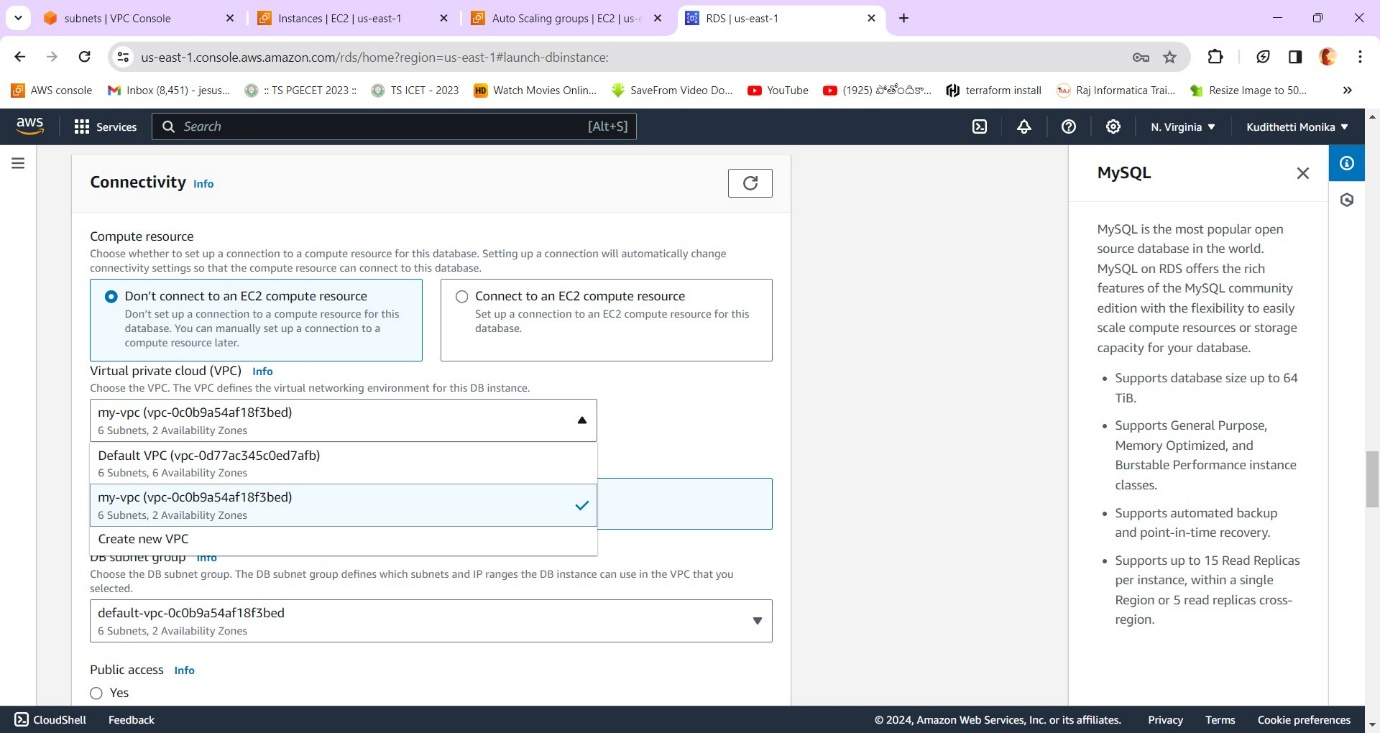 subnets | VPC Console
Instances | EC2 | us-east-1
Auto Scaling groups | EC2 | us-e
RDS | us-east-1
us-east-1.console.aws.amazon.com/rds/home?region=us-east-1#launch-dbinstance:
AWS console
Inbox (8,451) - jesus...
:: TS PGECET 2023 ::
TS ICET - 2023
HD
Watch Movies Onlin...
SaveFrom Video Do...
YouTube
(1925)
terraform install
Raj Informatica Trai...
Resize Image to 50...
aws
Services
Search
[Alt+S]
N. Virginia
Kudithetti Monika
Connectivity Info
Compute resource
Choose whether to set up a connection to a compute resource for this database. Setting up a connection will automatically change
connectivity settings so that the compute resource can connect to this database.
Don't connect to an EC2 compute resource
Don't set up a connection to a compute resource for this
database. You can manually set up a connection to a
compute resource later.
Connect to an EC2 compute resource
Set up a connection to an EC2 compute resource for this
database.
Virtual private cloud (VPC) Info
Choose the VPC. The VPC defines the virtual networking environment for this DB instance.
my-vpc (vpc-0c0b9a54af18f3bed)
6 Subnets, 2 Availability Zones
Default VPC (vpc-0d77ac345c0ed7afb)
6 Subnets, 6 Availability Zones
my-vpc (vpc-0c0b9a54af18f3bed)
6 Subnets, 2 Availability Zones
Create new VPC
DB subnet group Info
Choose the DB subnet group. The DB subnet group defines which subnets and IP ranges the DB instance can use in the VPC that you
selected.
default-vpc-0c0b9a54af18f3bed
6 Subnets, 2 Availability Zones
Public access Info
Yes
MySQL
MySQL is the most popular open
source database in the world.
MySQL on RDS offers the rich
features of the MySQL community
edition with the flexibility to easily
scale compute resources or storage
capacity for your database.
• Supports database size up to 64
TiB.
• Supports General Purpose,
Memory Optimized, and
Burstable Performance instance
classes.
• Supports automated backup
and point-in-time recovery.
• Supports up to 15 Read Replicas
per instance, within a single
Region or 5 read replicas cross-
region.
CloudShell
Feedback
© 2024, Amazon Web Services, Inc. or its affiliates.
Privacy
Terms
Cookie preferences